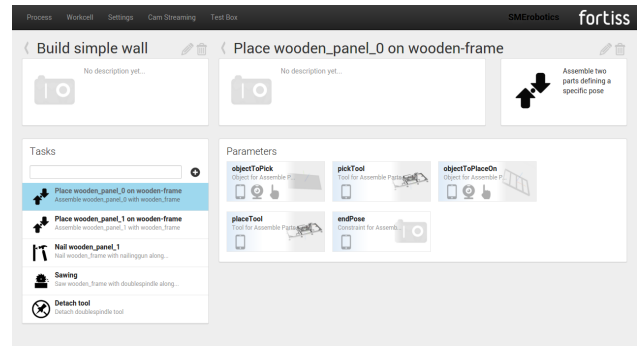 Process Workcell Settings Cam Streaming Test Box SMErobotics fortiss
Build simple wall
No description yet...
Place wooden_panel_0 on wooden-frame
No description yet...
Assemble two
parts defining a
specific pose
Tasks
Place wooden_panel_0 on wooden-frame
Assemble wooden_panel_0 with wooden_frame
Place wooden_panel_1 on wooden-frame
Assemble wooden_panel_1 with wooden_frame
Nail wooden_panel_1
Nail wooden_frame with nailinggun along...
Sawing
Saw wooden_frame with doublespindle along...
Detach tool
Detach doublespindle tool
Parameters
objectToPick
Object for Assemble P...
pickTool
Tool for Assemble Parts
objectToPlaceOn
Object for Assemble P...
placeTool
Tool for Assemble Parts
endPose
Constraint for Assembl...